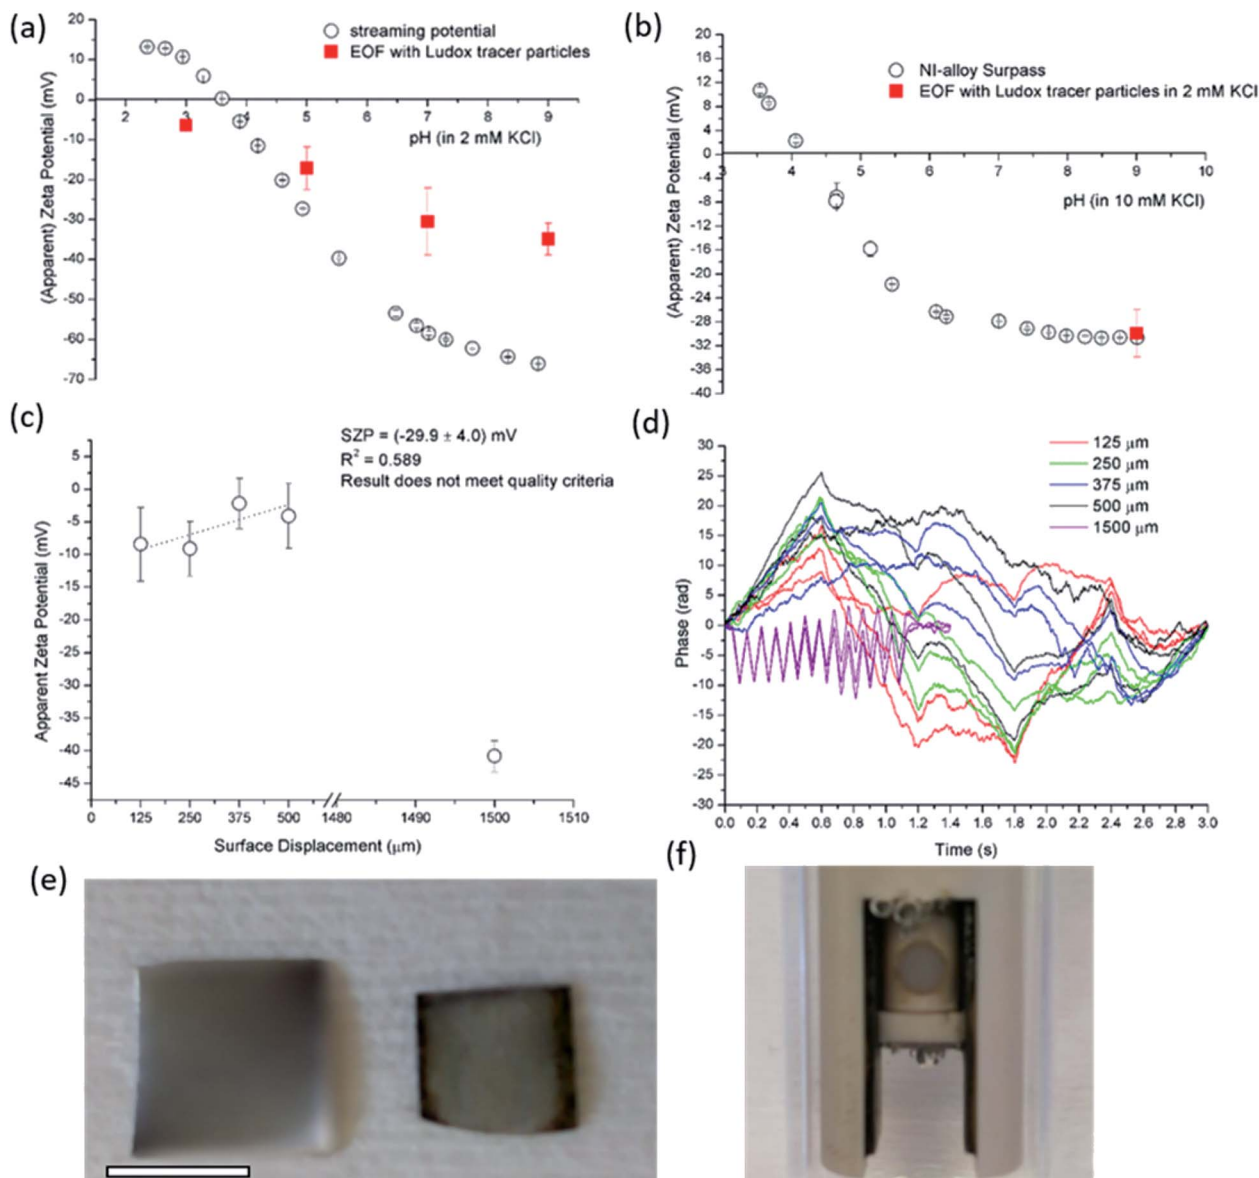 (a)
streaming potential
EOF with Ludox tracer particles
20
10
0
-10
-20
-30
-40
-50
-60
-70
2 3 4 5 6 7 8 9
pH (in 2 mM KCl)
(Apparent) Zeta Potential (mV)
(b)
NI-alloy Surpass
EOF with Ludox tracer particles in 2 mM KCl
20
16
12
8
4
0
-4
-8
-12
-16
-20
-24
-28
-32
-36
-40
3 4 5 6 7 8 9 10
pH (in 10 mM KCl)
(Apparent) Zeta Potential (mV)
(c)
SZP = (-29.9 ± 4.0) mV
R² = 0.589
Result does not meet quality criteria
5
0
-5
-10
-15
-20
-25
-30
-35
-40
-45
0 125 250 375 500 1480 1490 1500 1510
Surface Displacement (μm)
Apparent Zeta Potential (mV)
(d)
125 μm
250 μm
375 μm
500 μm
1500 μm
30
25
20
15
10
5
0
-5
-10
-15
-20
-25
-30
0.0 0.2 0.4 0.6 0.8 1.0 1.2 1.4 1.6 1.8 2.0 2.2 2.4 2.6 2.8 3.0
Time (s)
Phase (rad)
(e)
(f)